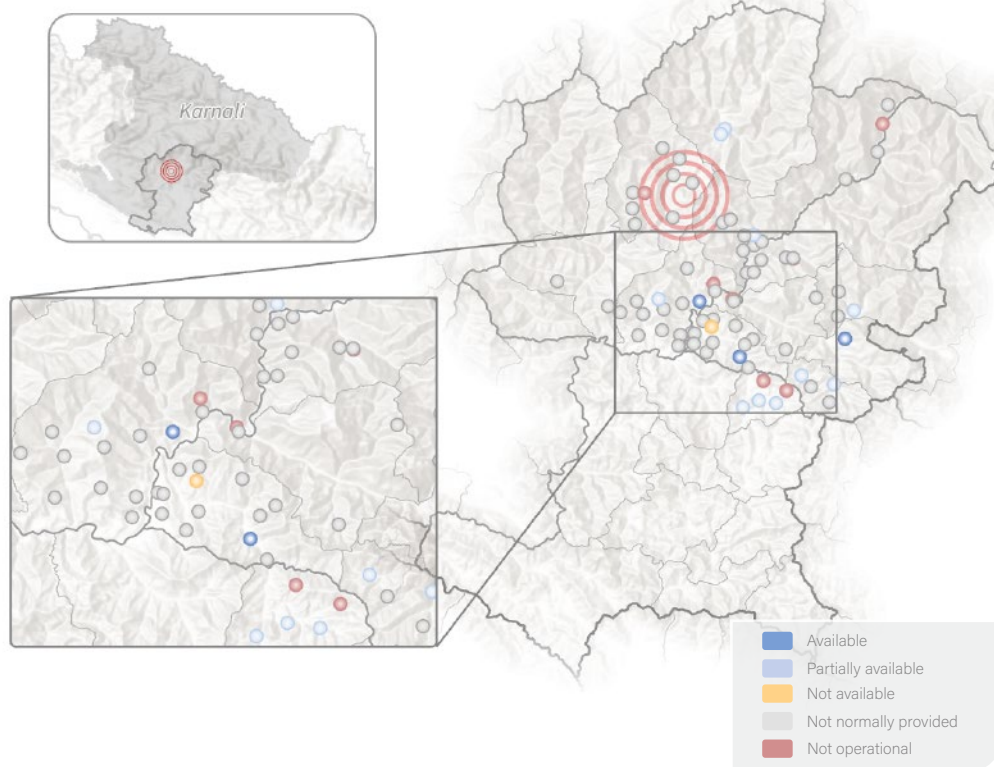 Karnali
Available
Partially available
Not available
Not normally provided
Not operational